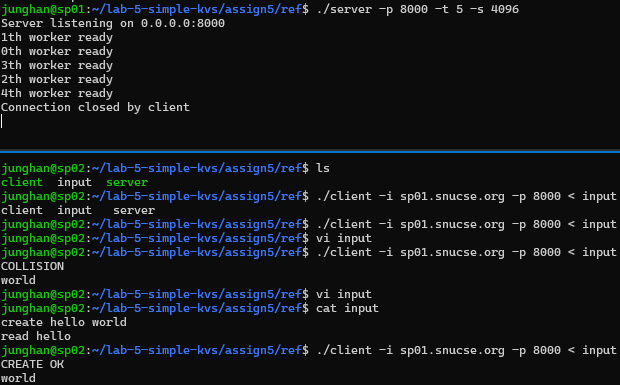 junghan@sp01:~/lab-5-simple-kvs/assign5/ref$ ./server -p 8000 -t 5 -s 4096
Server listening on 0.0.0.0:8000
1th worker ready
0th worker ready
3th worker ready
2th worker ready
4th worker ready
Connection closed by client
junghan@sp02:~/lab-5-simple-kvs/assign5/ref$ ls
client  input  server
junghan@sp02:~/lab-5-simple-kvs/assign5/ref$ ./client -i sp01.snucse.org -p 8000 < input
client  input   server
junghan@sp02:~/lab-5-simple-kvs/assign5/ref$ ./client -i sp01.snucse.org -p 8000 < input
junghan@sp02:~/lab-5-simple-kvs/assign5/ref$ vi input
junghan@sp02:~/lab-5-simple-kvs/assign5/ref$ ./client -i sp01.snucse.org -p 8000 < input
COLLISION
world
junghan@sp02:~/lab-5-simple-kvs/assign5/ref$ vi input
junghan@sp02:~/lab-5-simple-kvs/assign5/ref$ cat input
create hello world
read hello
junghan@sp02:~/lab-5-simple-kvs/assign5/ref$ ./client -i sp01.snucse.org -p 8000 < input
CREATE OK
world